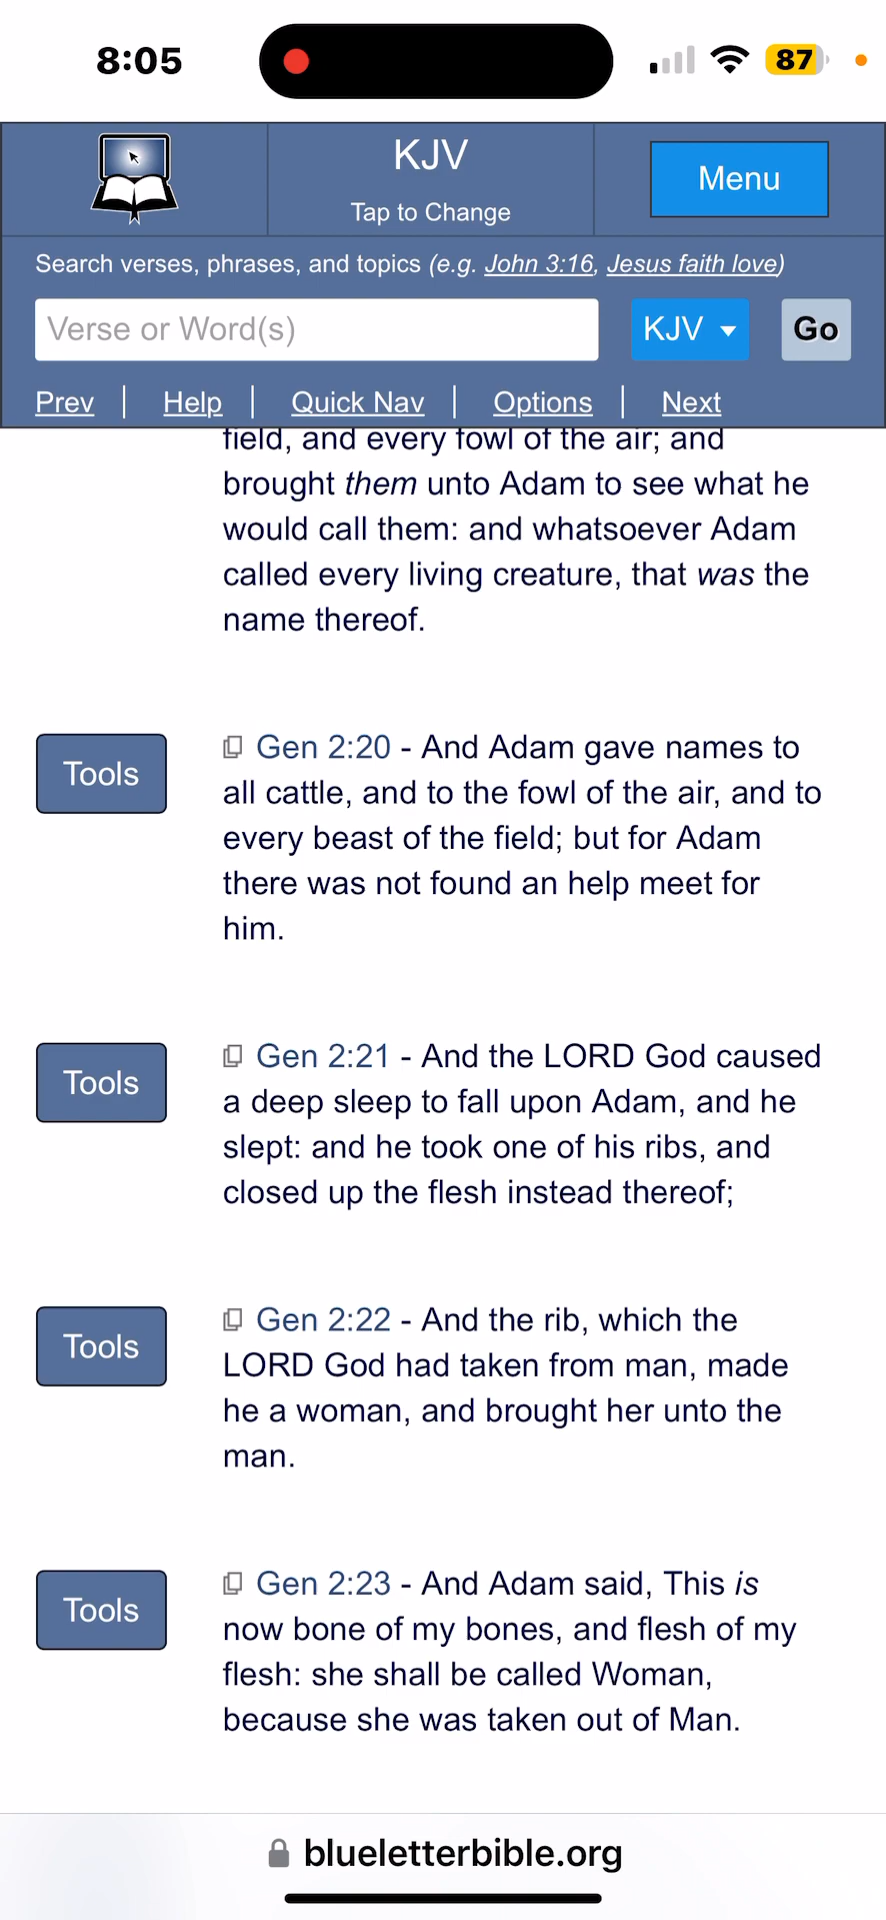 8:05
87
KJV
Tap to Change
Menu
Search verses, phrases, and topics (e.g. John 3:16, Jesus faith love)
Verse or Word(s)
KJV
Go
Prev | Help | Quick Nav | Options | Next
field, and every fowl of the air; and
brought them unto Adam to see what he
would call them: and whatsoever Adam
called every living creature, that was the
name thereof.
Tools
Gen 2:20 - And Adam gave names to
all cattle, and to the fowl of the air, and to
every beast of the field; but for Adam
there was not found an help meet for
him.
Tools
Gen 2:21 - And the LORD God caused
a deep sleep to fall upon Adam, and he
slept: and he took one of his ribs, and
closed up the flesh instead thereof;
Tools
Gen 2:22 - And the rib, which the
LORD God had taken from man, made
he a woman, and brought her unto the
man.
Tools
Gen 2:23 - And Adam said, This is
now bone of my bones, and flesh of my
flesh: she shall be called Woman,
because she was taken out of Man.
blueletterbible.org